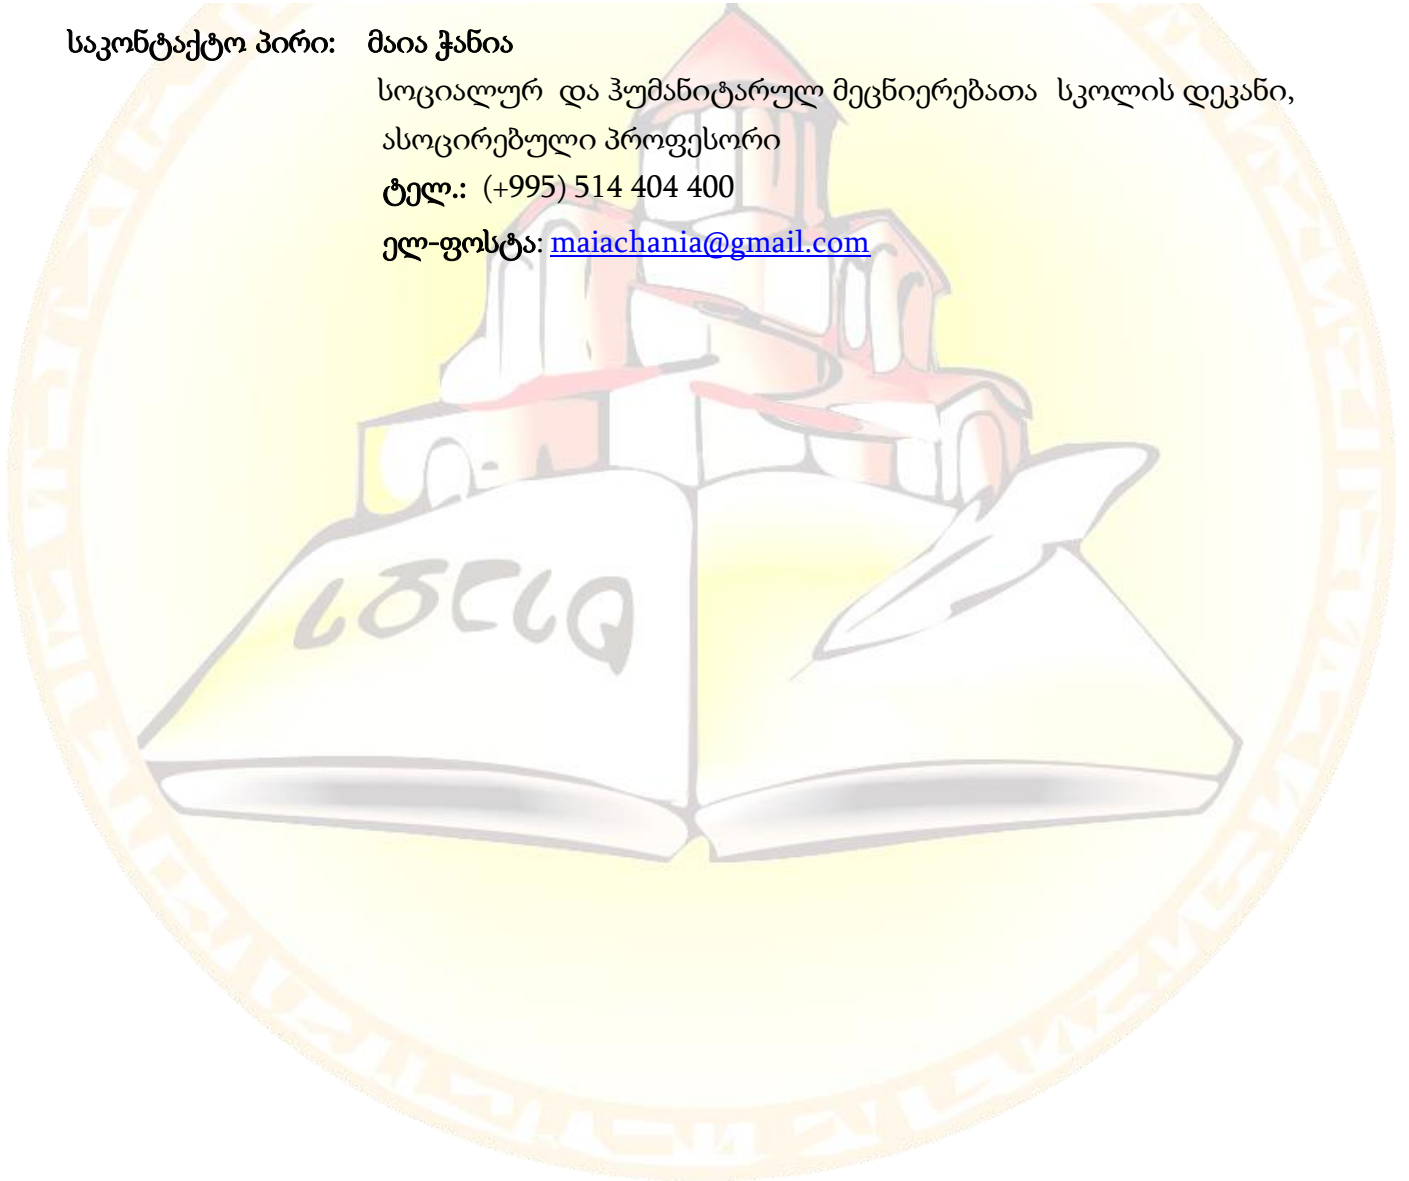 საკონტაქტო პირი: მაია ჭანია
სოციალურ და ჰუმანიტარულ მეცნიერებათა სკოლის დეკანი,
ასოცირებული პროფესორი
ტელ.: (+995) 514 404 400
ელ-ფოსტა: maiachania@gmail.com